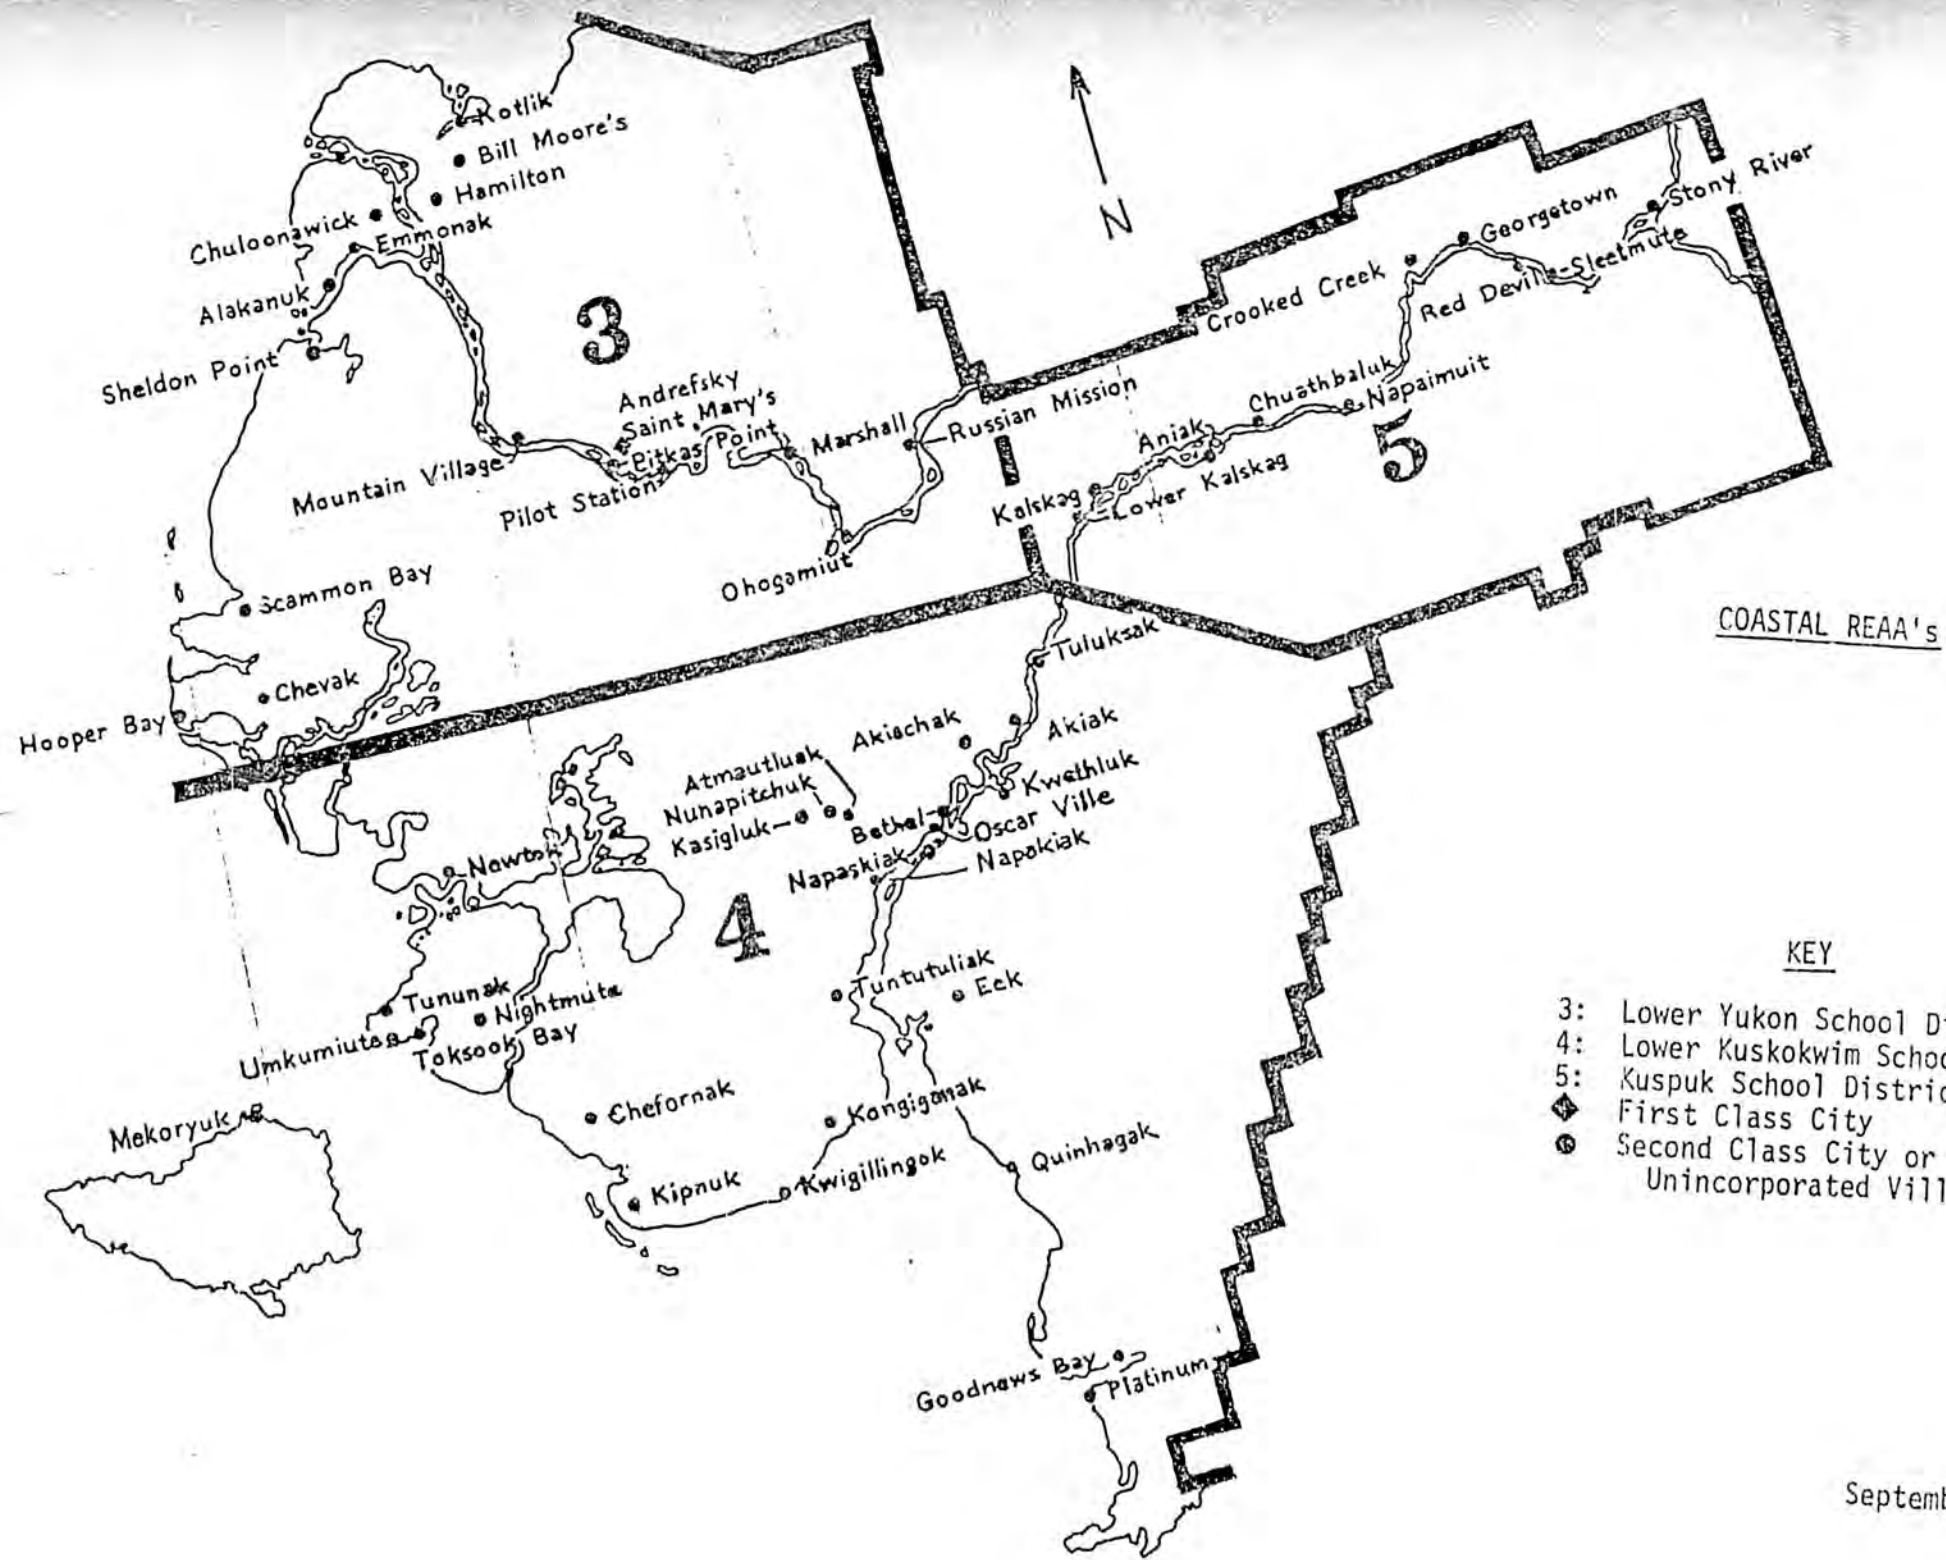 Kotlik
Bill Moore's
Hamilton
Chuloonawick
Emmonak
Alakanuk
Sheldon Point
3
N
Stony River
Georgetown
Sleetmute
Crooked Creek
Red Devil
Andrefsky
Saint Mary's
Pitkas Point
Marshall
Russian Mission
Chuathbaluk
Napaimuit
Aniak
5
Mountain Village
Pilot Station
Kalskag
Lower Kalskag
Ohogamiut
Scammon Bay
COASTAL REAA's
Tuluksak
Chevak
Hooper Bay
Akiachak
Akiak
Atmautluak
Nunapitchuk
Kasigluk
Kwethluk
Bethel
Oscar Ville
Newtok
Napaskiak
Napakiak
4
Tuntutuliak
Eek
Tununak
Nightmute
Umkumiute
Toksook Bay
KEY
3: Lower Yukon School
4: Lower Kuskokwim
5: Kuspuk School
First Class City
Second Class City or
Unincorporated
Chefornak
Kongiganak
Mekoryuk
Kipnuk
Kwigillingok
Quinhagak
Goodnews Bay
Platinum